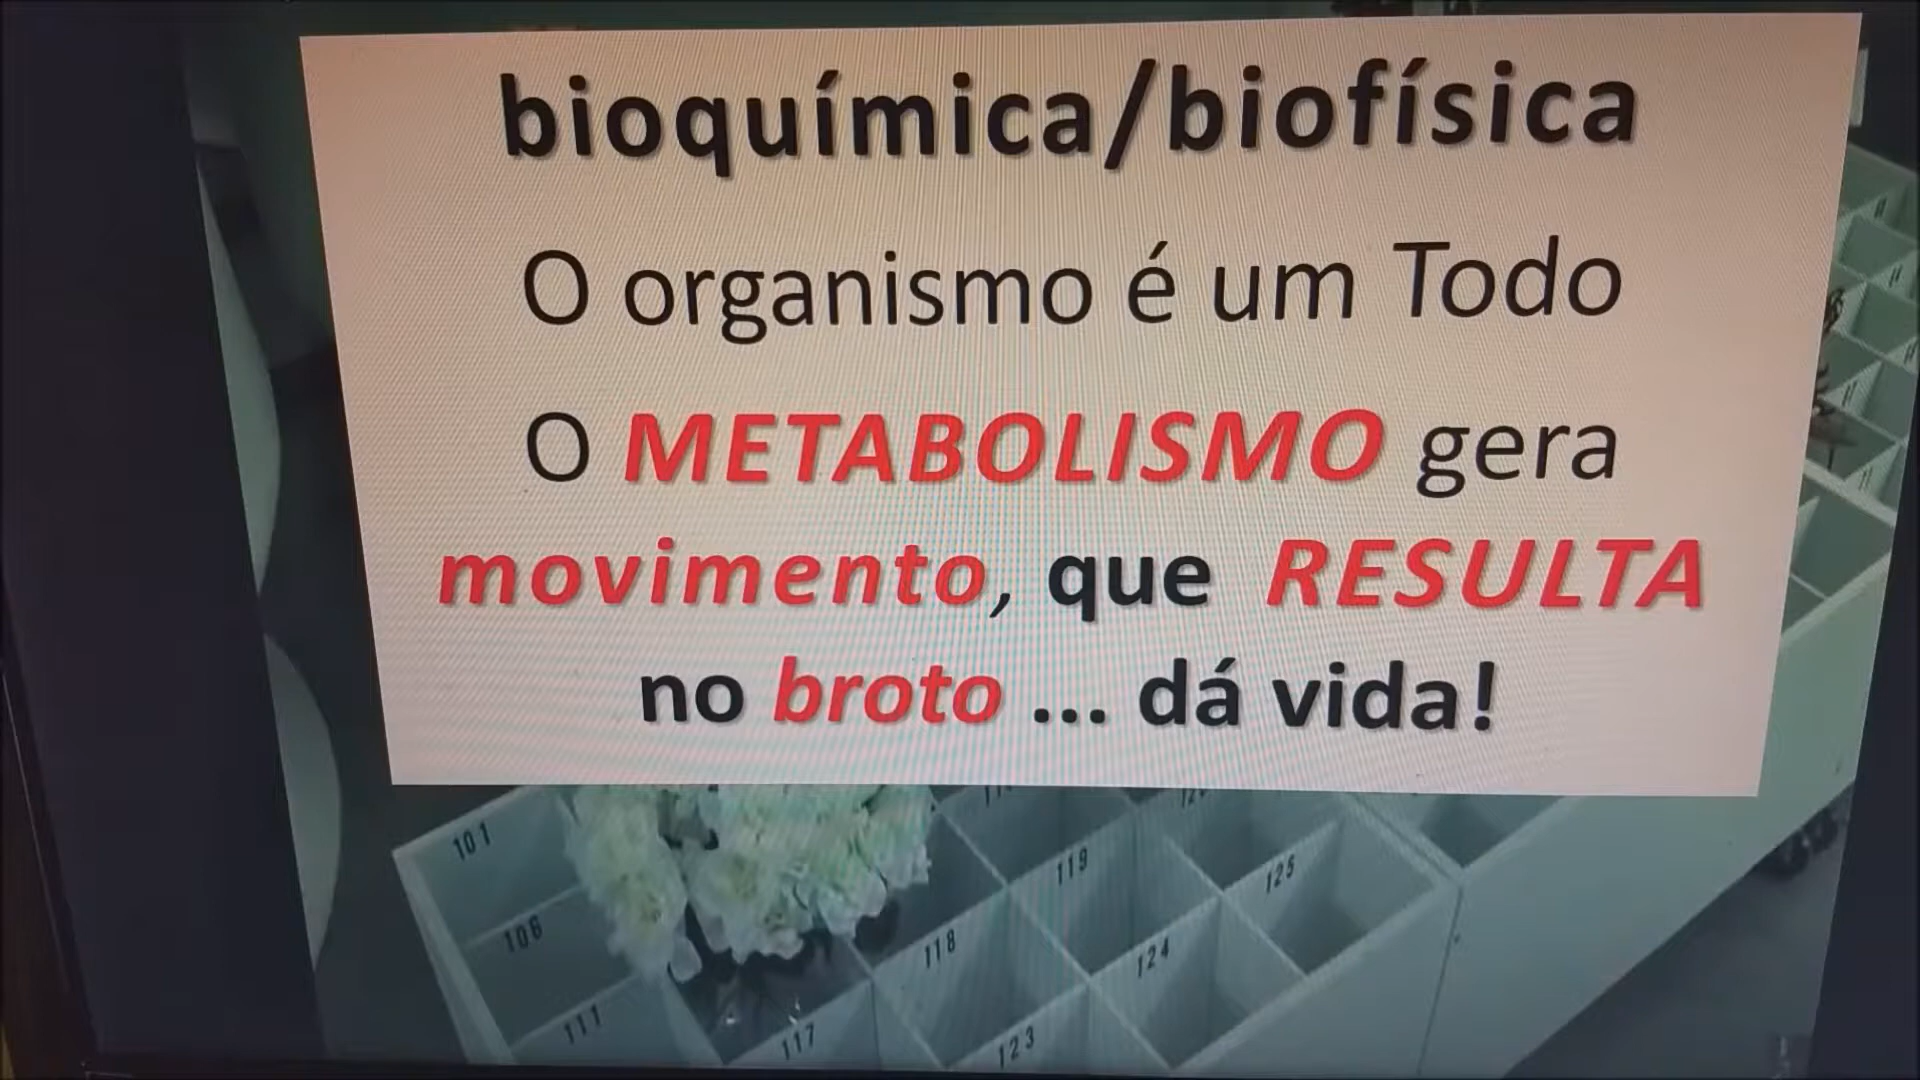 bioquímica/biofísica
O organismo é um Todo
O METABOLISMO gera
movimento, que RESULTA
no broto ... dá vida!
101
106
111
117
118
119
123
124
125